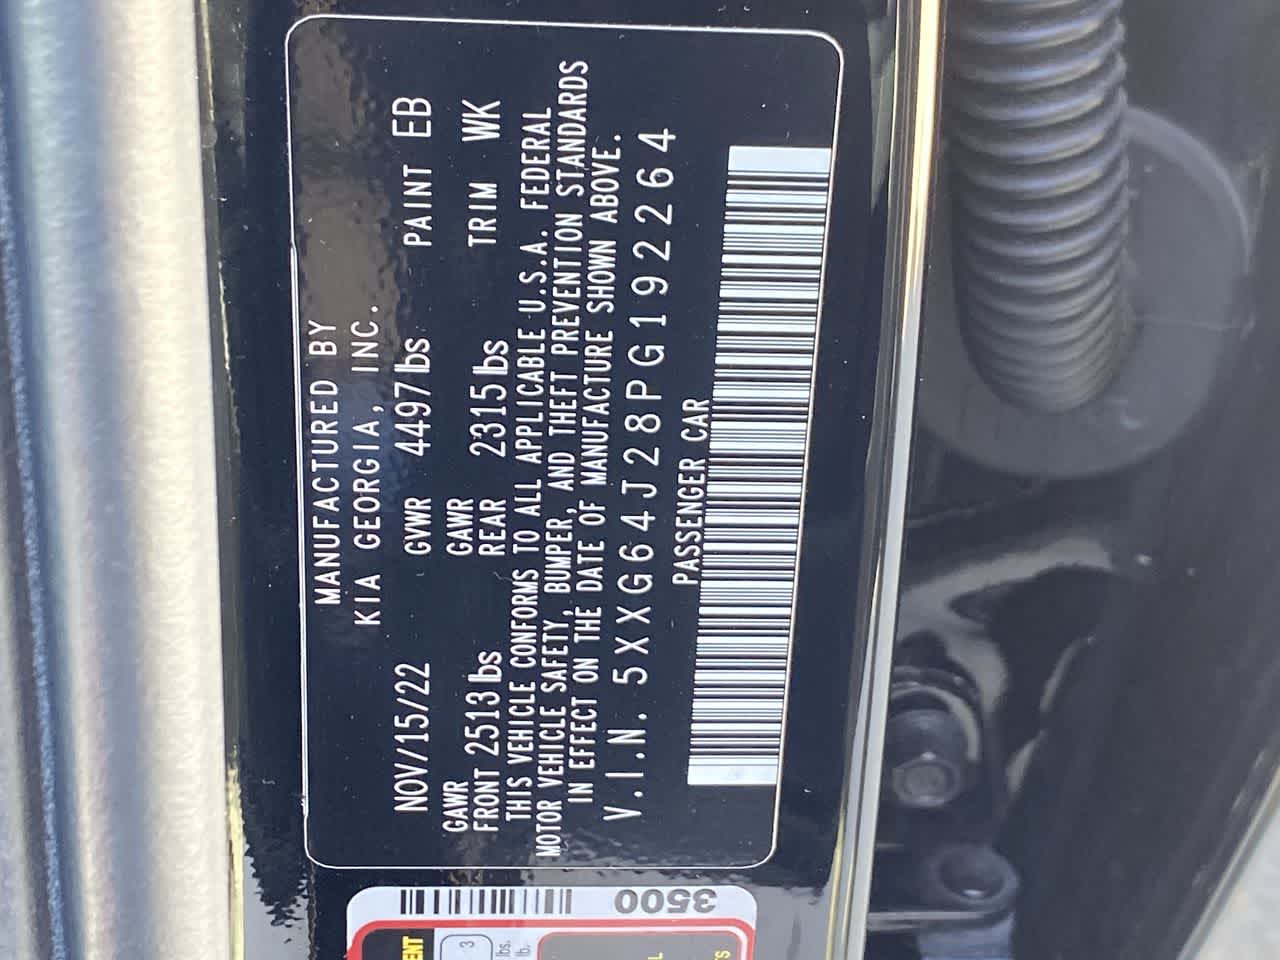 MANUFACTURED BY
KIA GEORGIA, INC.
NOV/15/22 GVWR 4497 lbs PAINT EB
GAWR FRONT 2513 lbs GAWR REAR 2315 lbs TRIM WK
THIS VEHICLE CONFORMS TO ALL APPLICABLE U.S.A. FEDERAL
MOTOR VEHICLE SAFETY, BUMPER, AND THEFT PREVENTION STANDARDS
IN EFFECT ON THE DATE OF MANUFACTURE SHOWN ABOVE.
V.I.N. 5XXG64J28PG192264
PASSENGER CAR
3500